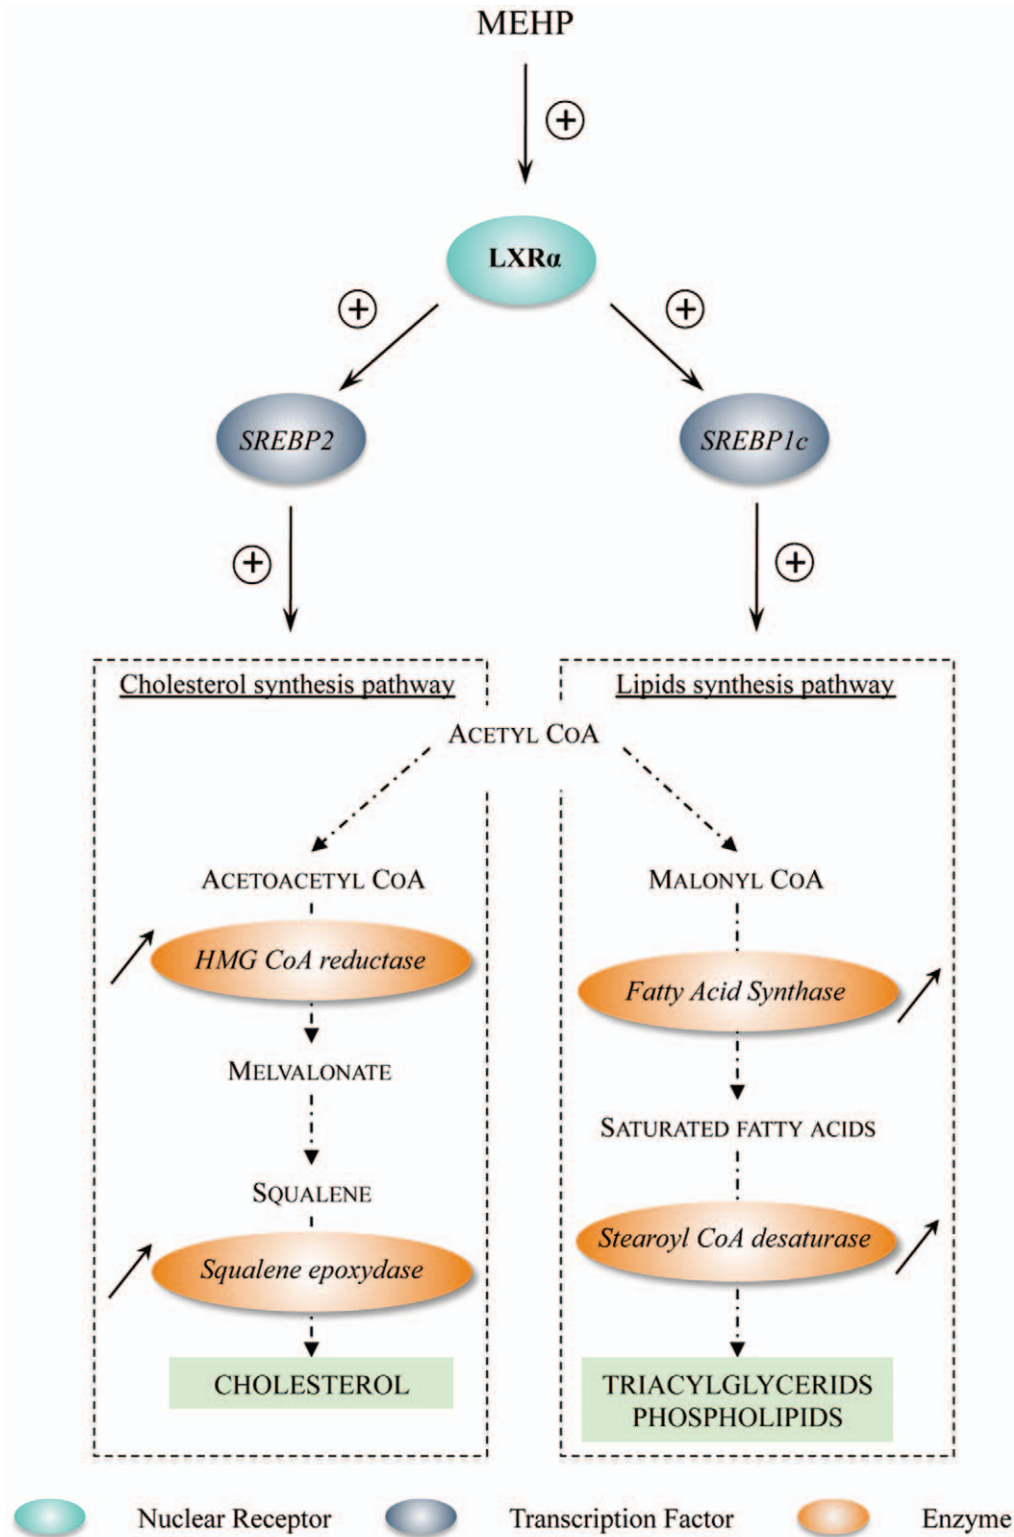 MEHP
+
LXRα
+ +
SREBP2 SREBP1c
+ +
Cholesterol synthesis pathway Lipids synthesis pathway
ACETYL COA
ACETOACETYL COA MALONYL COA
HMG CoA reductase
Fatty Acid Synthase
MELVALONATE
SATURATED FATTY ACIDS
SQUALENE
Stearoyl CoA desaturase
Squalene epoxydase
CHOLESTEROL
TRIACYLGLYCERIDS
PHOSPHOLIPIDS
Nuclear Receptor Transcription Factor Enzyme